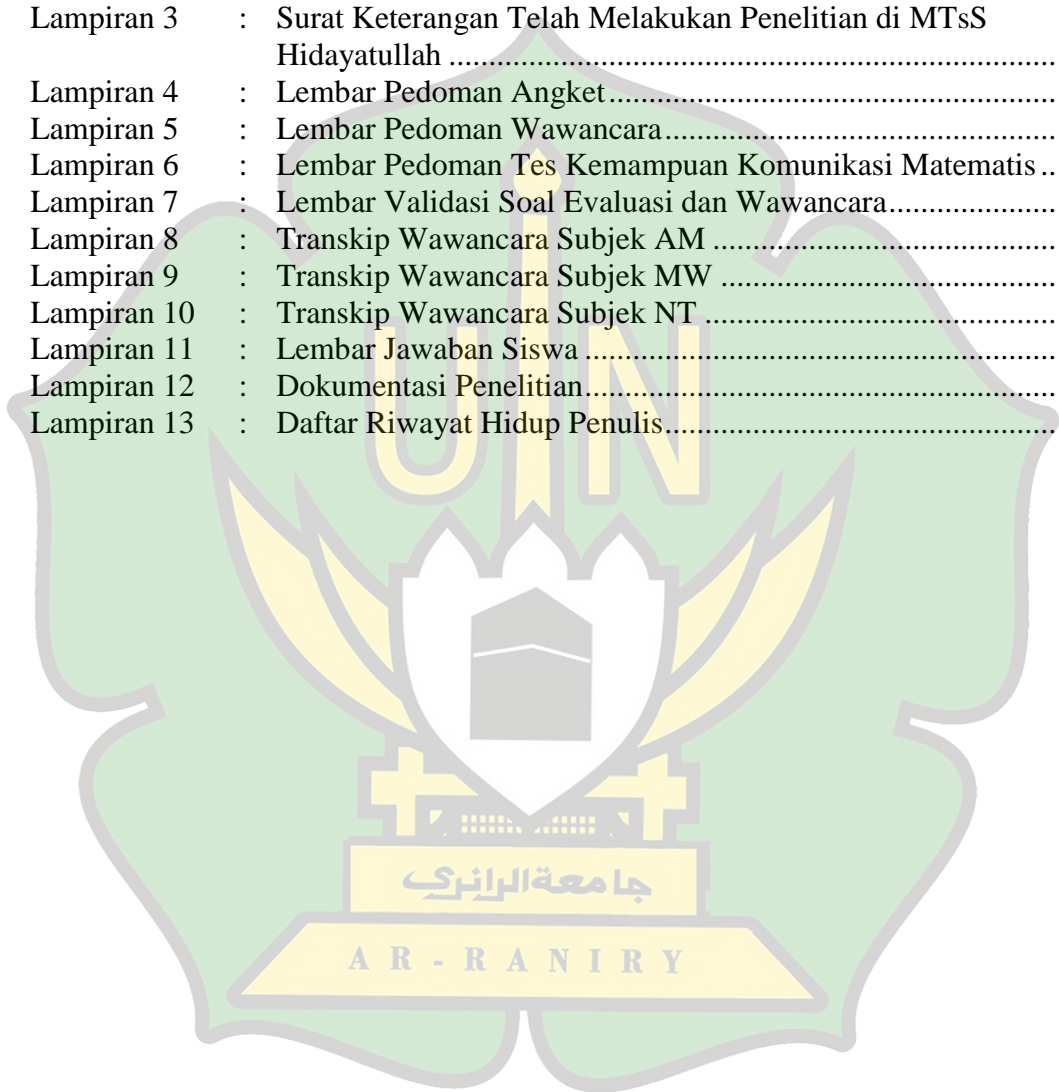 Lampiran 3 : Surat Keterangan Telah Melakukan Penelitian di MTsS
Hidayatullah ............................................................................
Lampiran 4 : Lembar Pedoman Angket........................................................
Lampiran 5 : Lembar Pedoman Wawancara.................................................
Lampiran 6 : Lembar Pedoman Tes Kemampuan Komunikasi Matematis ..
Lampiran 7 : Lembar Validasi Soal Evaluasi dan Wawancara.....................
Lampiran 8 : Transkip Wawancara Subjek AM ...........................................
Lampiran 9 : Transkip Wawancara Subjek MW ..........................................
Lampiran 10 : Transkip Wawancara Subjek NT ............................................
Lampiran 11 : Lembar Jawaban Siswa ...........................................................
Lampiran 12 : Dokumentasi Penelitian...........................................................
Lampiran 13 : Daftar Riwayat Hidup Penulis.................................................
UIN
جامعةالرانري
AR-RANIRY